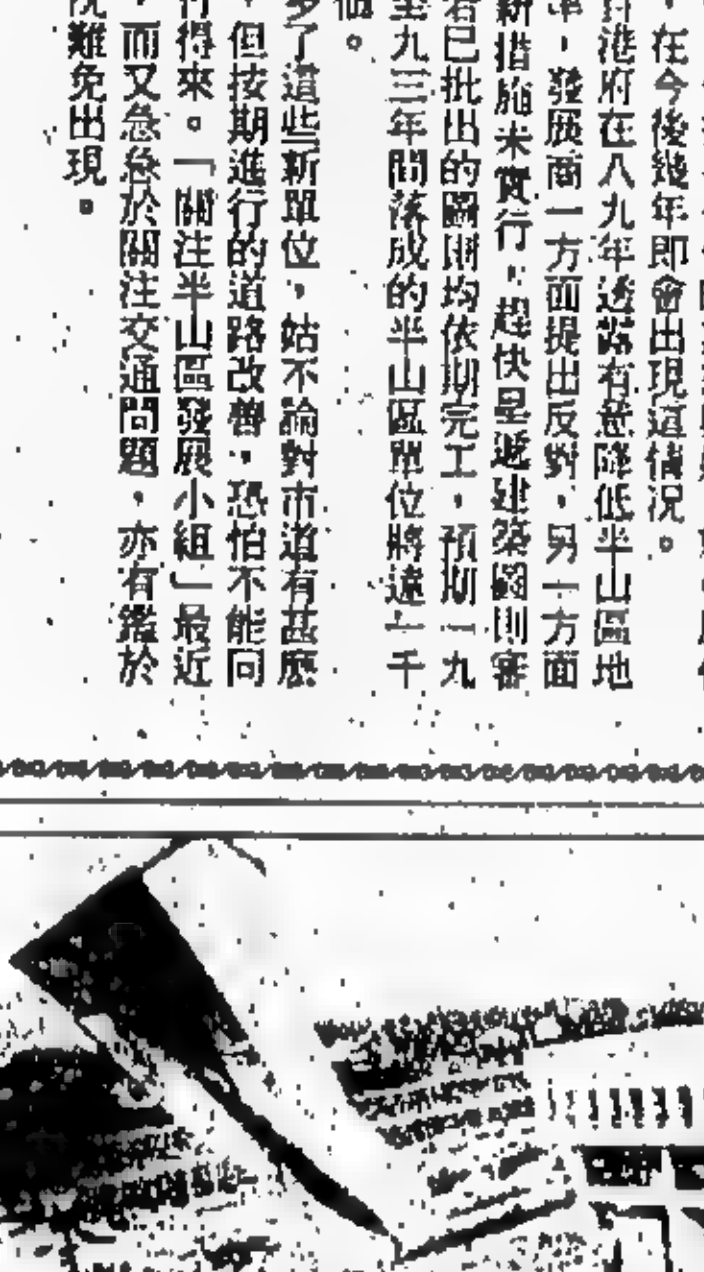 ，在今後幾年即會出現這情況。
港府在八九年透露有意降低半山區地
率，發展商一方面提出反對，另一方面
新措施未實行，趕快呈遞建築圖則審
若已批出的圖則均依期完工，預期一九
至九三年間落成的半山區單位將達一千
個。
多了這些新單位，姑不論對市道有甚麼
，但按期進行的道路改善，恐怕不能同
行得來。「關注半山區發展小組」最近
，而又急急於關注交通問題，亦有鑑於
況難免出現。